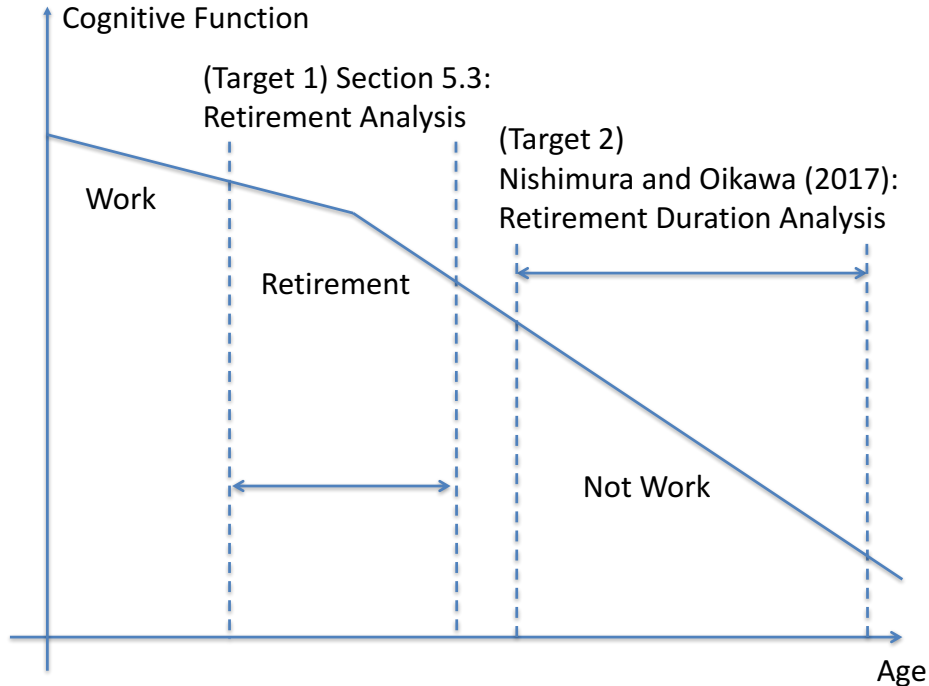 Cognitive Function
(Target 1) Section 5.3:
Retirement Analysis
(Target 2)
Nishimura and Oikawa (2017):
Retirement Duration Analysis
Work
Retirement
Not Work
Age